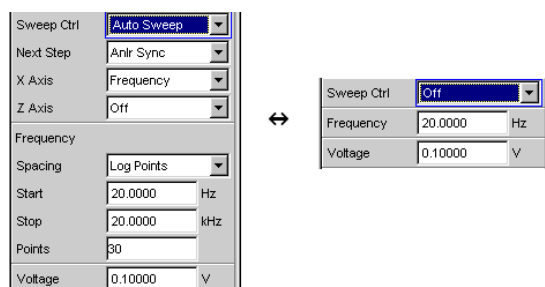 Sweep Ctrl Auto Sweep
Next Step Anlr Sync
X Axis Frequency
Z Axis Off
Frequency
Spacing Log Points
Start 20.0000 Hz
Stop 20.0000 kHz
Points 30
Voltage 0.10000 V
⇔
Sweep Ctrl Off
Frequency 20.0000 Hz
Voltage 0.10000 V